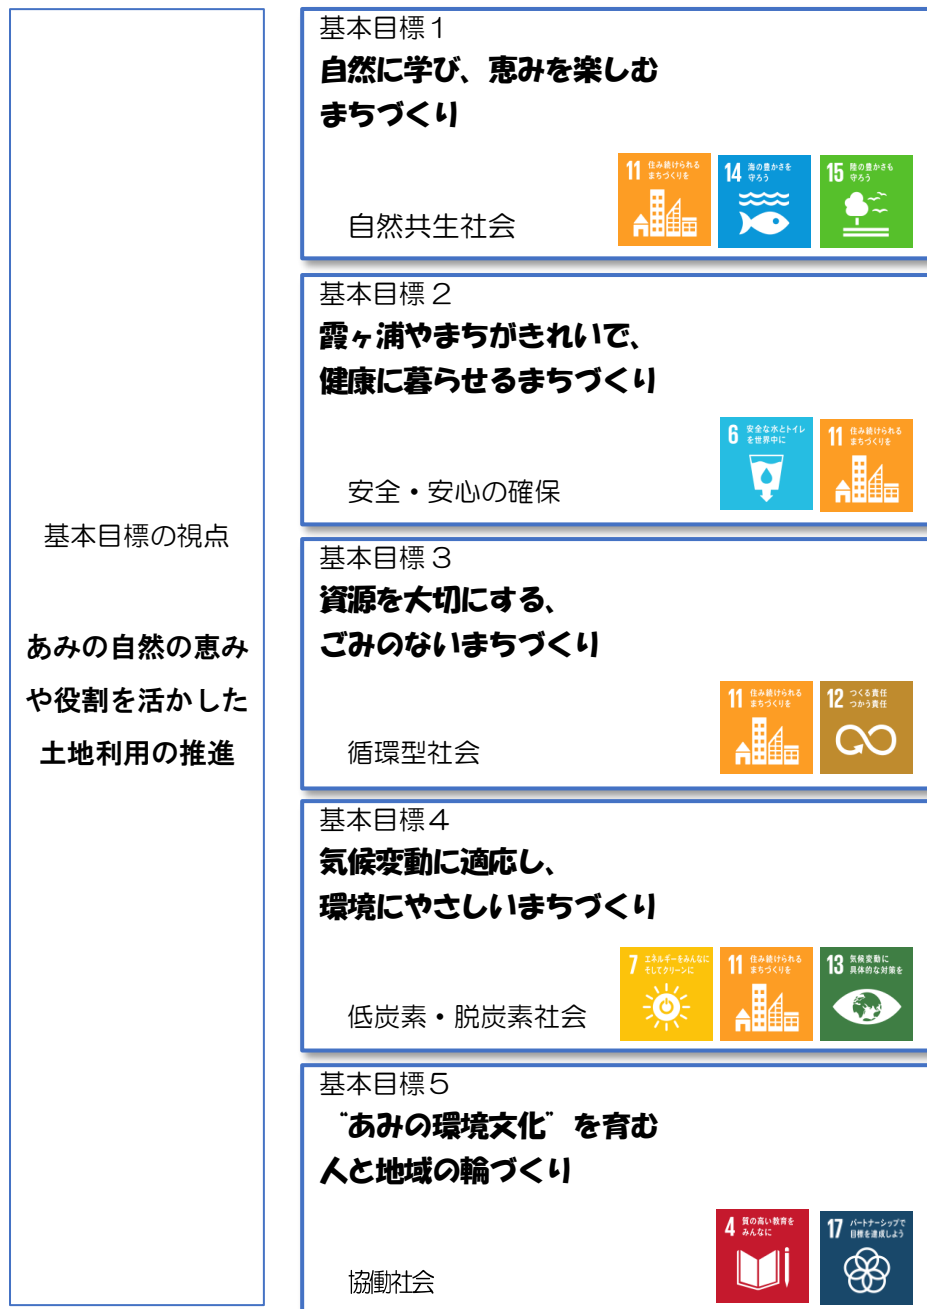 基本目標の視点
あみの自然の恵み
や役割を活かした
土地利用の推進
基本目標１
自然に学び、恵みを楽しむ
まちづくり
11 住み続けられる
まちづくりを
14 海の豊かさを
守ろう
15 陸の豊かさも
守ろう
自然共生社会
基本目標２
霞ヶ浦やまちがきれいで、
健康に暮らせるまちづくり
6 安全な水とトイレ
を世界中に
11 住み続けられる
まちづくりを
安全・安心の確保
基本目標３
資源を大切にする、
ごみのないまちづくり
11 住み続けられる
まちづくりを
12 つくる責任
つかう責任
循環型社会
基本目標４
気候変動に適応し、
環境にやさしいまちづくり
7 エネルギーをみんなに
そしてクリーンに
11 住み続けられる
まちづくりを
13 気候変動に
具体的な対策を
低炭素・脱炭素社会
基本目標５
“あみの環境文化”を育む
人と地域の輪づくり
4 質の高い教育を
みんなに
17 パートナーシップで
目標を達成しよう
協働社会